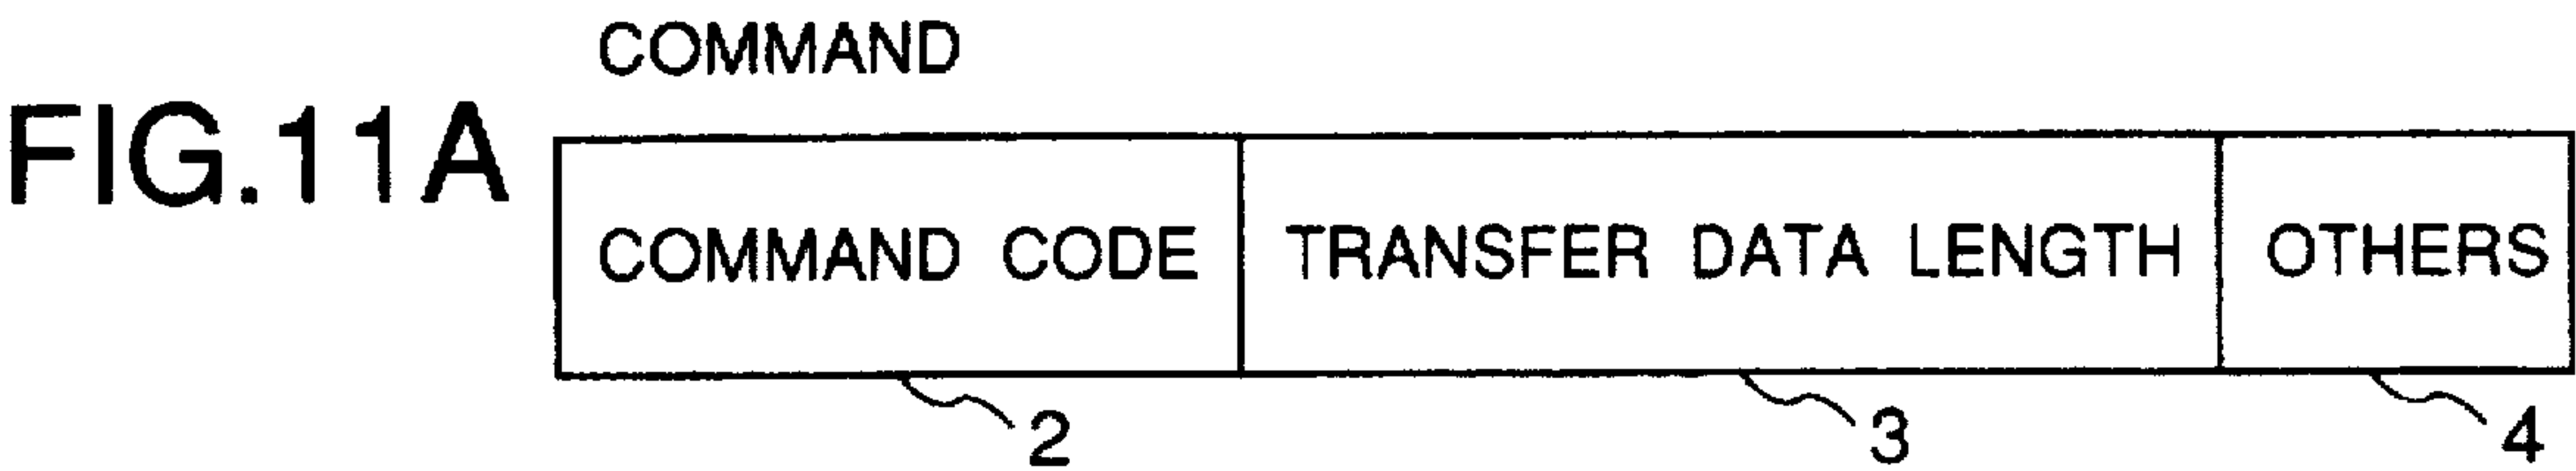 COMMAND
FIG.11A
COMMAND CODE TRANSFER DATA LENGTH OTHERS
2 3 4